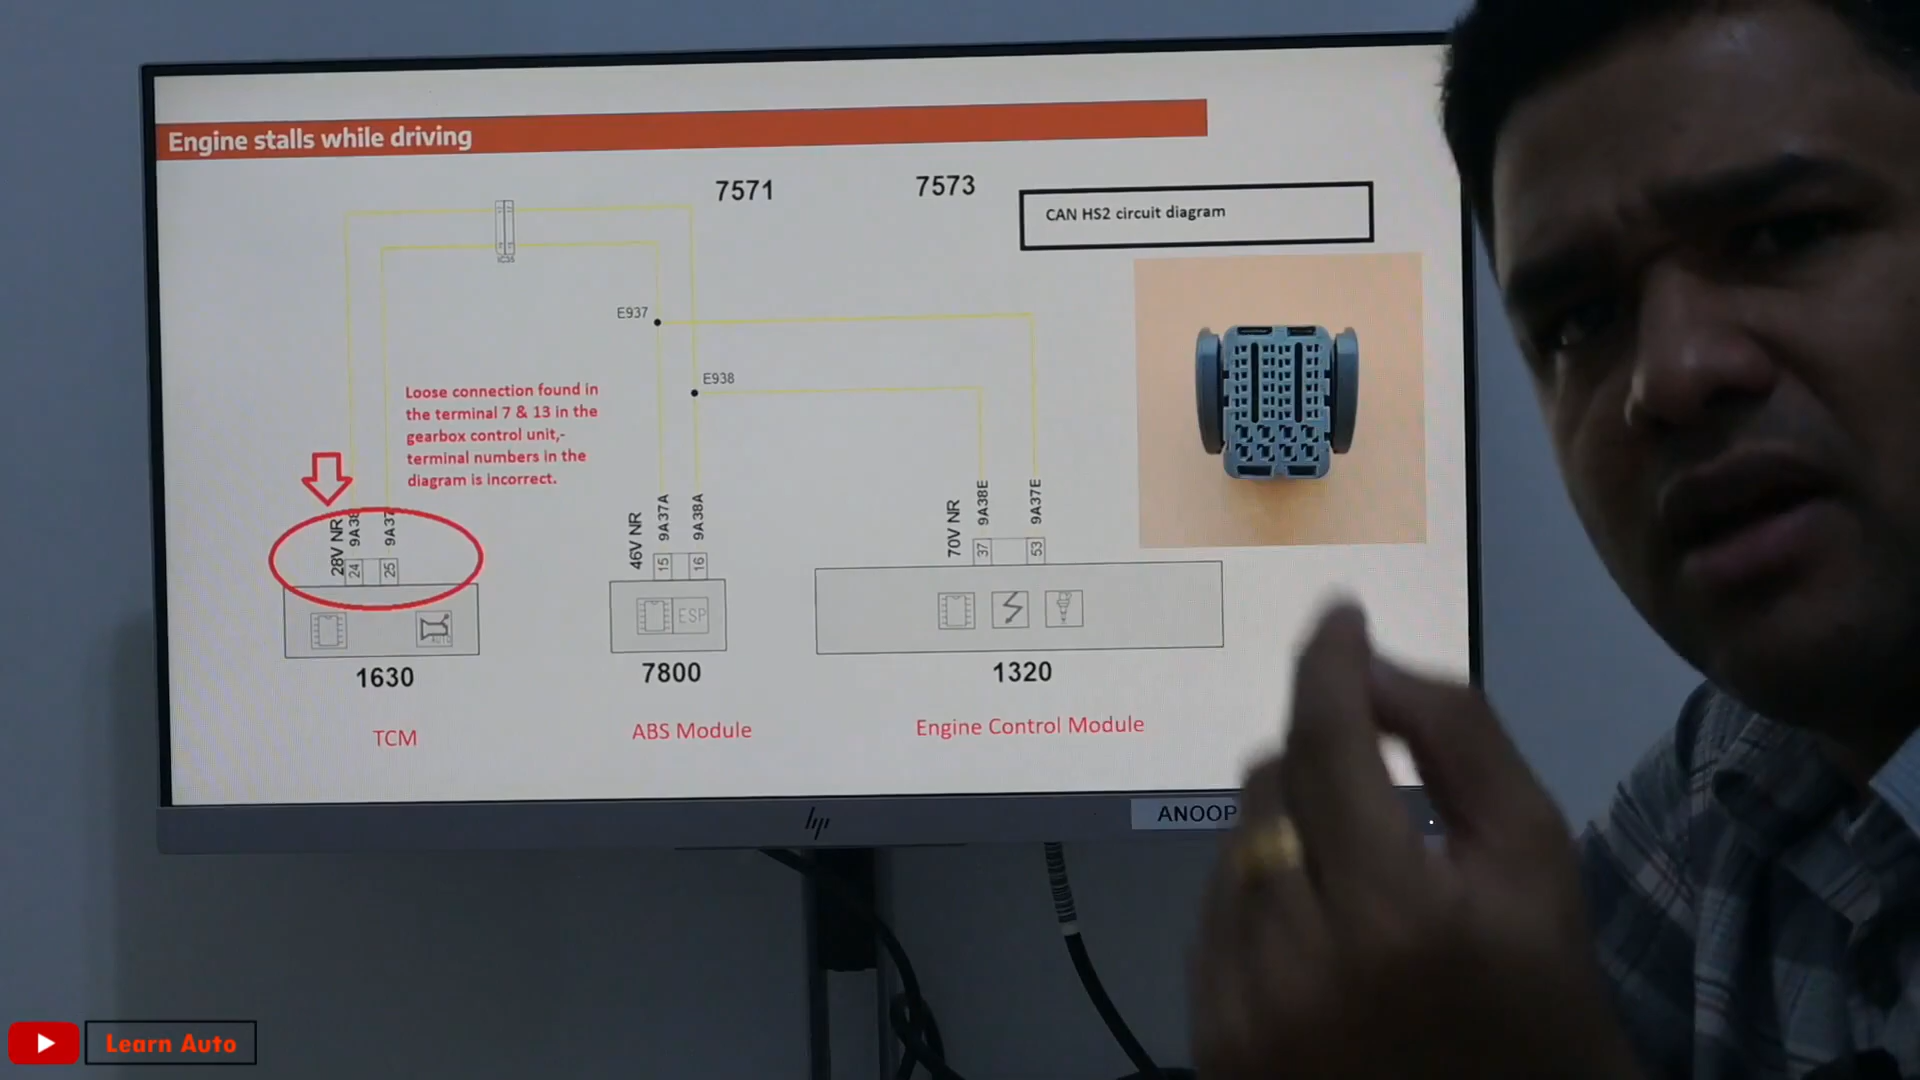 Engine stalls while driving
7571
7573
CAN HS2 circuit diagram
IC55
E937
E938
Loose connection found in
the terminal 7 & 13 in the
gearbox control unit,-
terminal numbers in the
diagram is incorrect.
28V NR
9A38
9A37
24
25
46V NR
9A37A
9A38A
15
16
70V NR
9A38E
9A37E
37
53
AUTO
ESP
1630
7800
1320
TCM
ABS Module
Engine Control Module
hp
ANOOP
Learn Auto